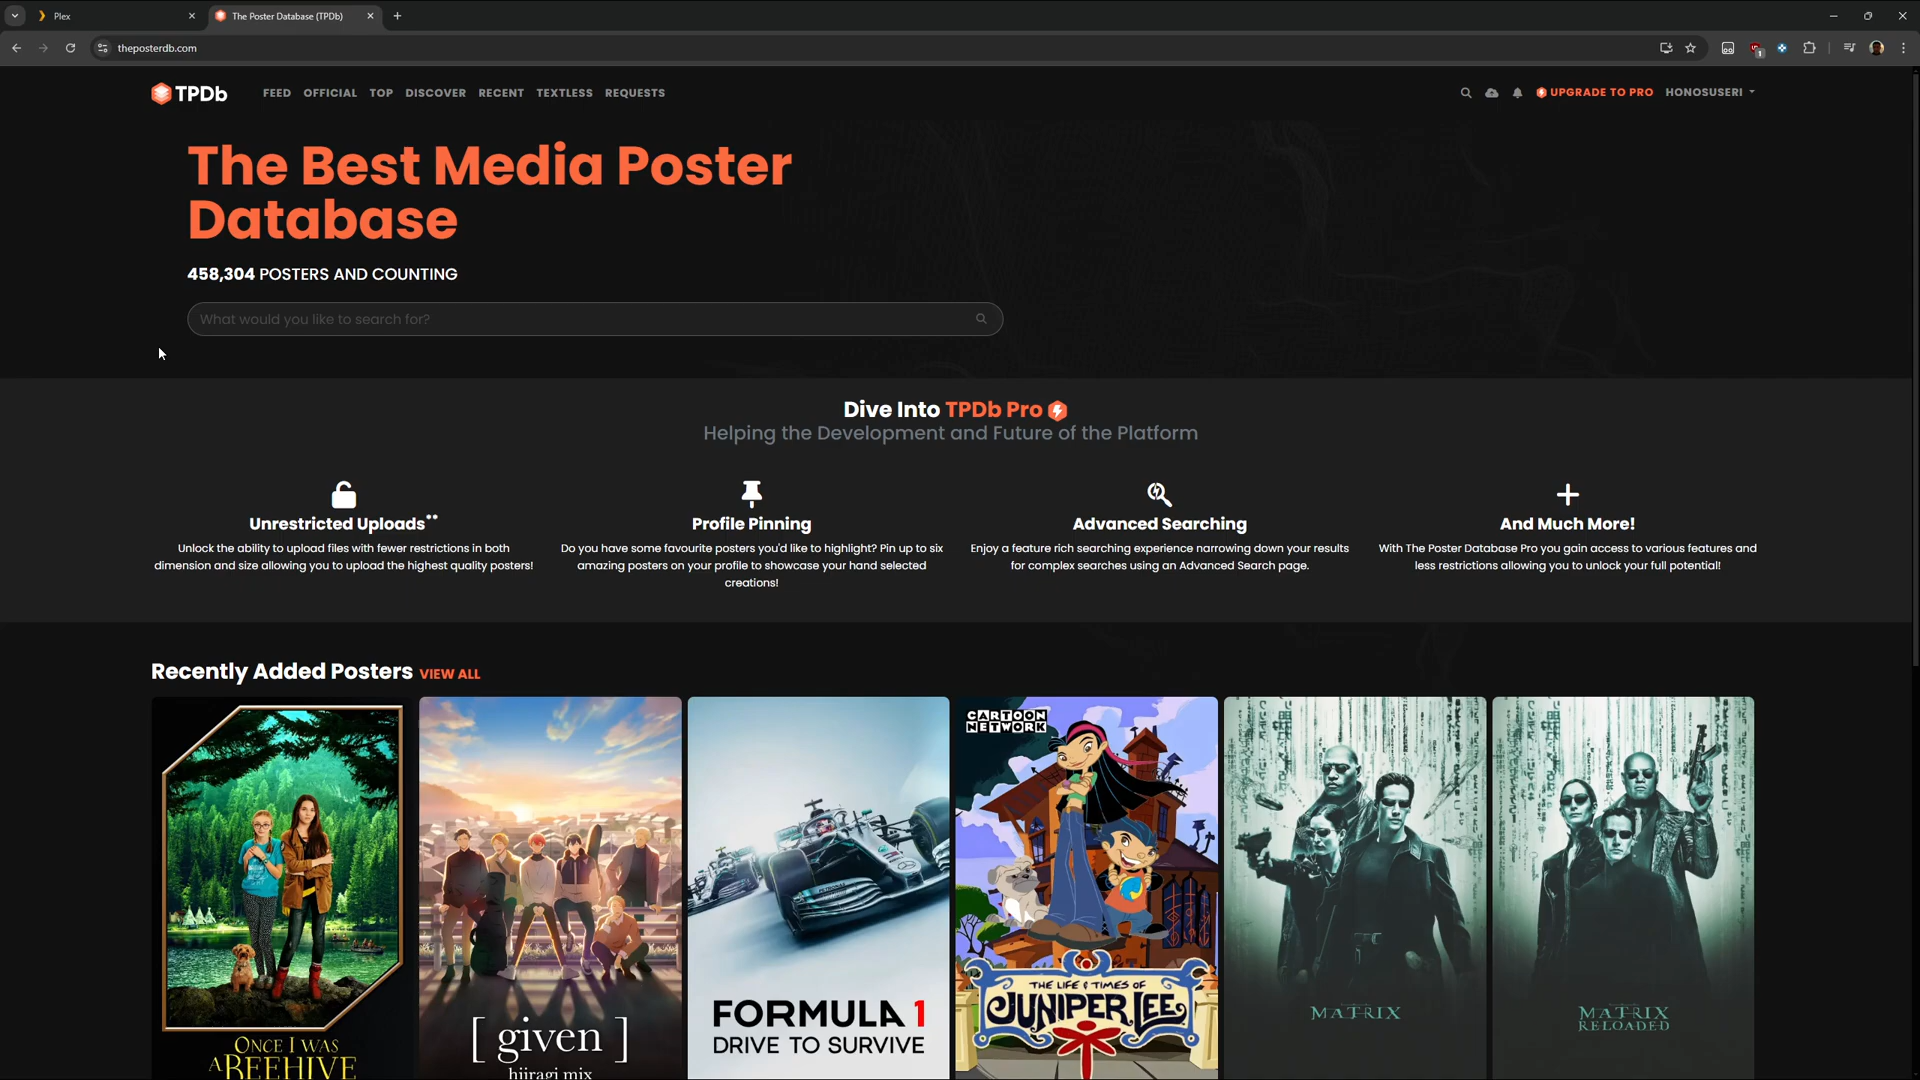 Plex
The Poster Database (TPDb)
theposterdb.com
1
TPDb
FEED OFFICIAL TOP DISCOVER RECENT TEXTLESS REQUESTS
UPGRADE TO PRO HONOSUSERI
The Best Media Poster
Database
458,304 POSTERS AND COUNTING
What would you like to search for?
Dive Into TPDb Pro
Helping the Development and Future of the Platform
Unrestricted Uploads**
Unlock the ability to upload files with fewer restrictions in both
dimension and size allowing you to upload the highest quality posters!
Profile Pinning
Do you have some favourite posters you'd like to highlight? Pin up to six
amazing posters on your profile to showcase your hand selected
creations!
Advanced Searching
Enjoy a feature rich searching experience narrowing down your results
for complex searches using an Advanced Search page.
And Much More!
With The Poster Database Pro you gain access to various features and
less restrictions allowing you to unlock your full potential!
Recently Added Posters VIEW ALL
ONCE I WAS
A BEEHIVE
[ given ]
hiiragi mix
FORMULA 1
DRIVE TO SURVIVE
CARTOON
NETWORK
THE LIFE & TIMES OF
JUNIPER LEE
MATRIX
MATRIX
RELOADED